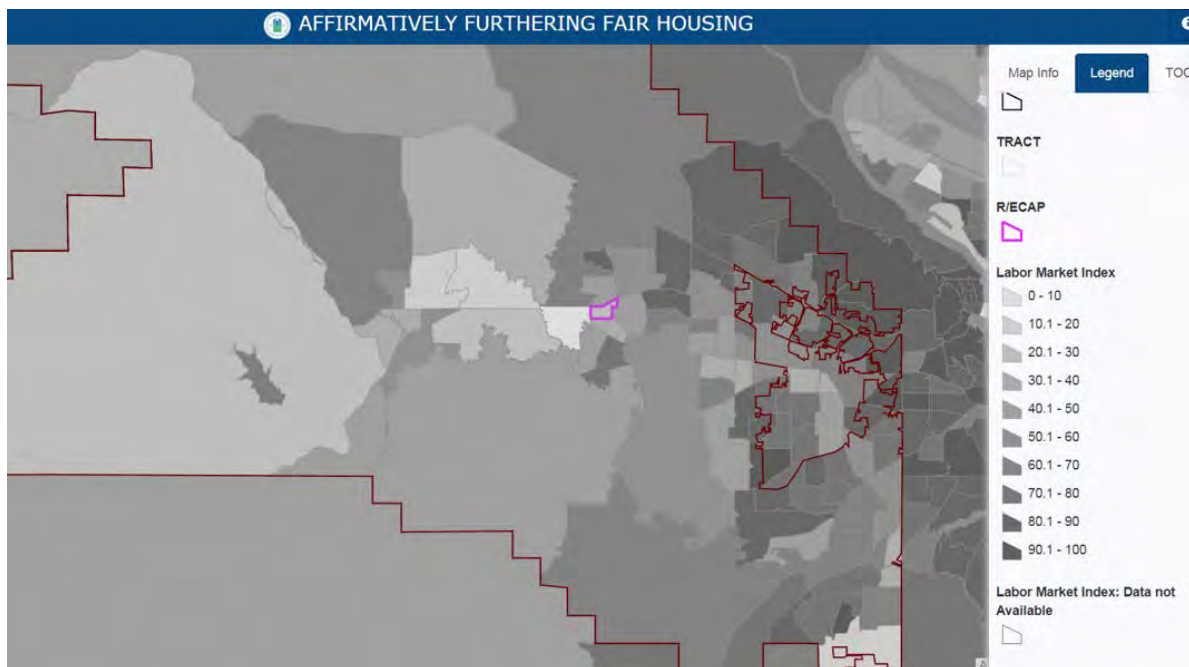 AFFIRMATIVELY FURTHERING FAIR HOUSING
Map Info Legend TOC
TRACT
R/ECAP
Labor Market Index
0 - 10
10.1 - 20
20.1 - 30
30.1 - 40
40.1 - 50
50.1 - 60
60.1 - 70
70.1 - 80
80.1 - 90
90.1 - 100
Labor Market Index: Data not
Available